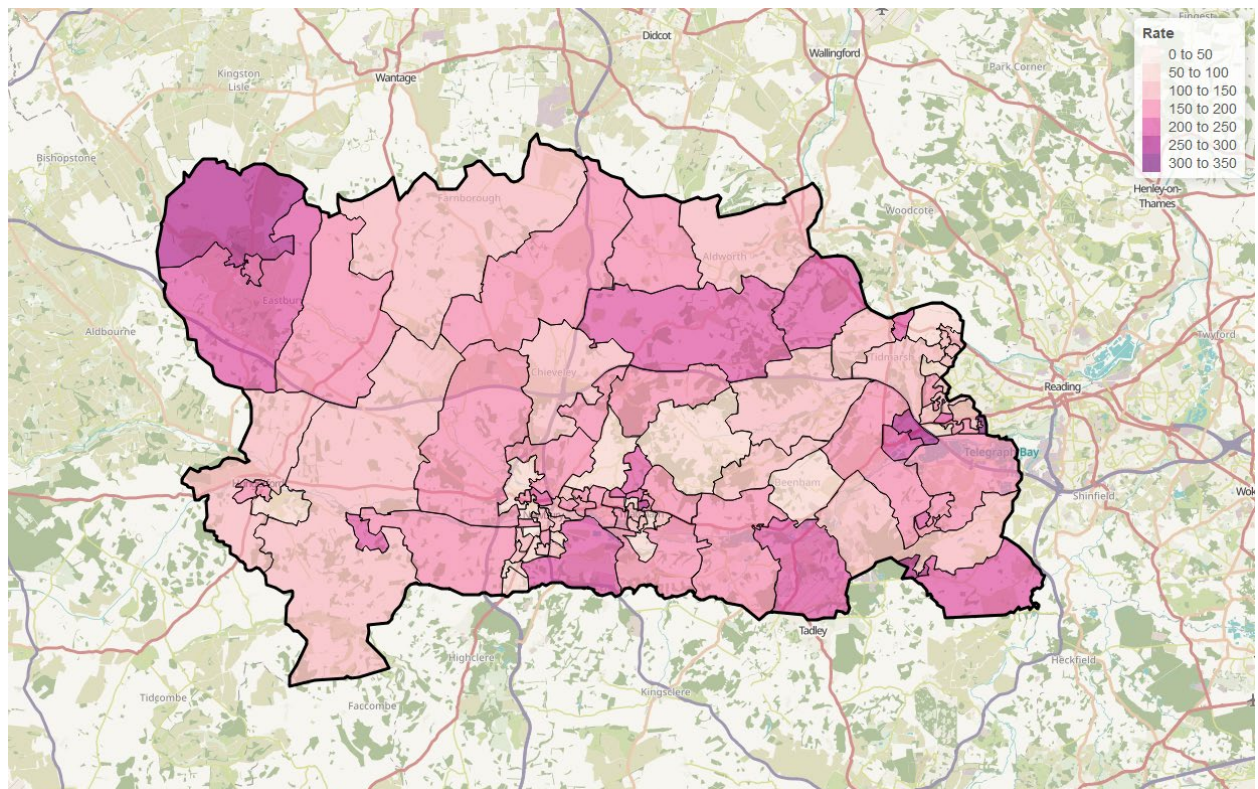 Fingest
Didcot
Wallingford
Park Corner
Kingston
Lisle
Wantage
Bishopstone
Rate
0 to 50
50 to 100
100 to 150
150 to 200
200 to 250
250 to 300
300 to 350
Henley-on-
Thames
Woodcote
Farnborough
Aldworth
Eastbury
Aldbourne
Twyford
Tidmarsh
Chieveley
Reading
Telegraph Bay
Beenham
Shinfield
Wok
Tadley
Highclere
Heckfield
Tidcombe
Kingsclere
Faccombe